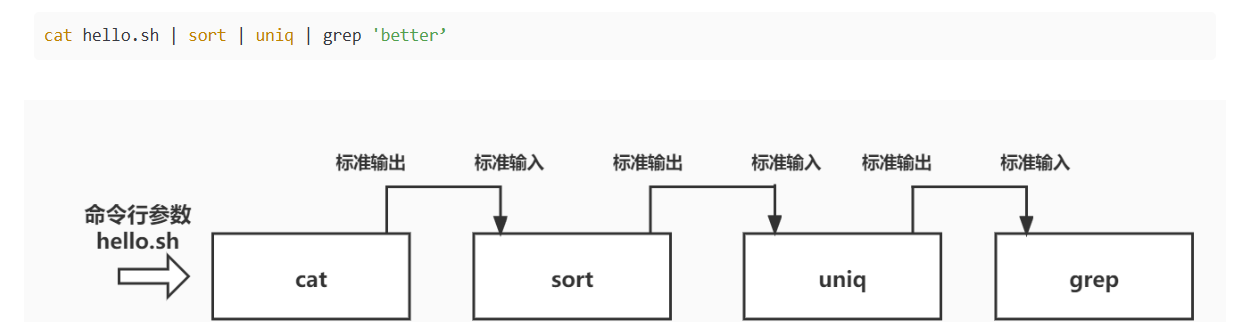 cat hello.sh | sort | uniq | grep 'better’
标准输出 标准输入 标准输出 标准输入 标准输出 标准输入
命令行参数
hello.sh
cat sort uniq grep